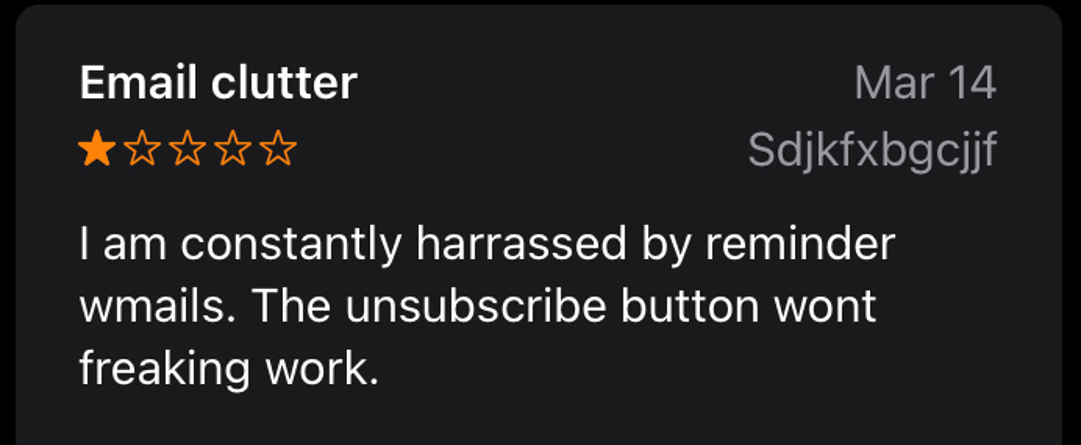 Email clutter
Mar 14
Sdjkfxbgcjjf
I am constantly harrassed by reminder
wmails. The unsubscribe button wont
freaking work.